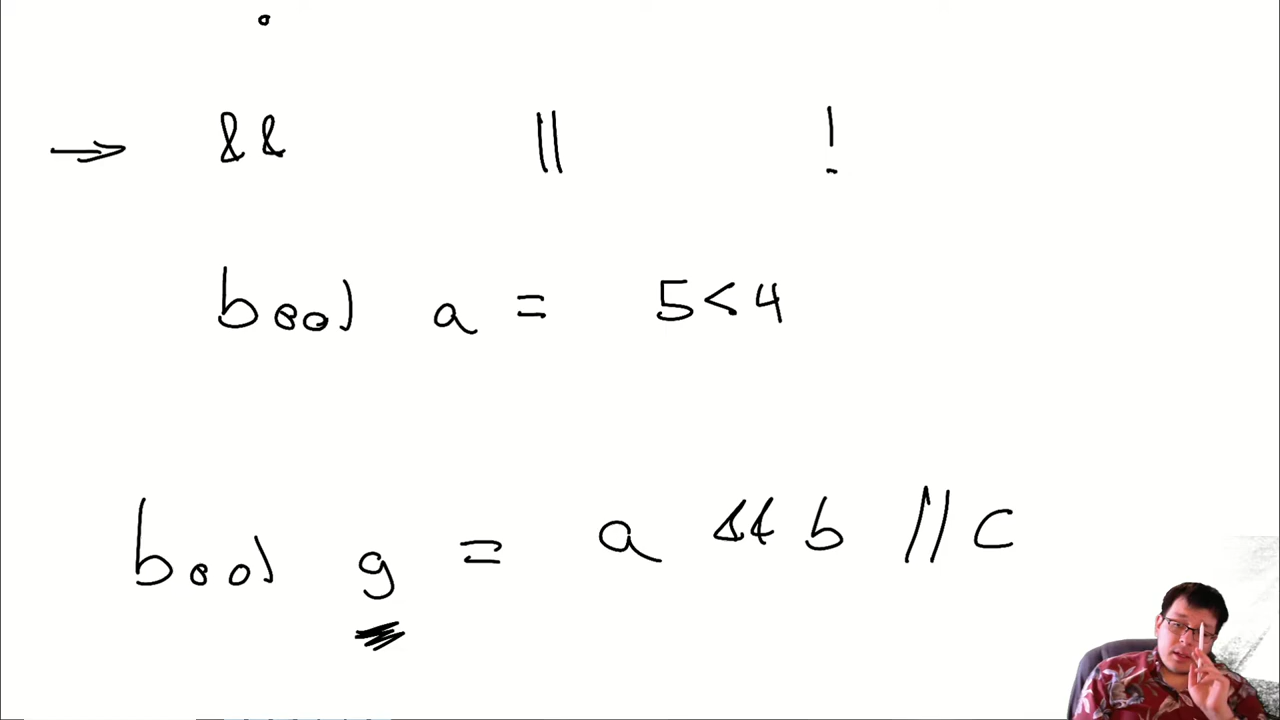 → && || !
bool a = 5<4
bool g = a && b || c